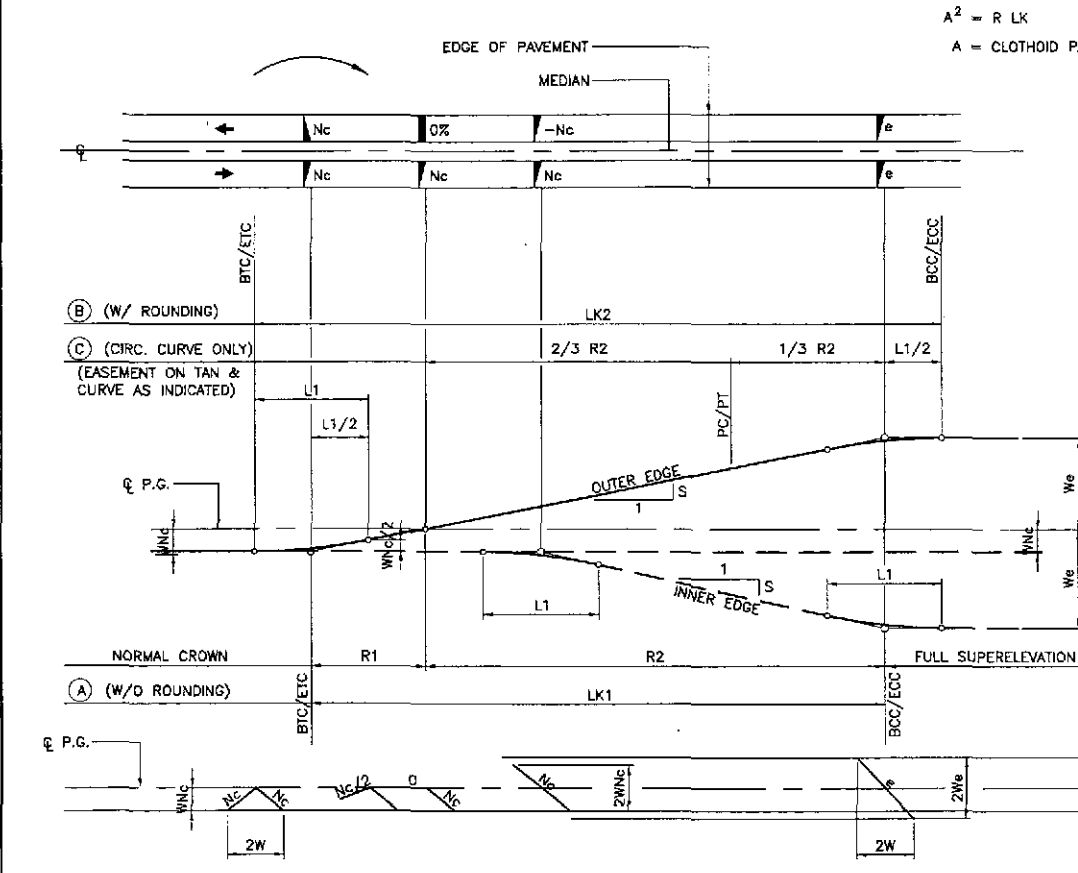 A² = R LK
A = CLOTHOID
EDGE OF PAVEMENT
MEDIAN
Nc 0% -Nc e
℄
Nc Nc Nc e
BTC/ETC
BCC/ECC
B (W/ ROUNDING)
LK2
C (CIRC. CURVE ONLY)
2/3 R2 1/3 R2 L1/2
(EASEMENT ON TAN &
CURVE AS INDICATED)
L1
L1/2
PC/PT
℄ P.G.
OUTER EDGE
S
1
WNc
WNc/2
We
WNc
We
1
S
INNER EDGE
L1
L1
NORMAL CROWN R1 R2 FULL SUPERELEVATION
A (W/O ROUNDING)
BTC/ETC
LK1
BCC/ECC
℄ P.G.
WNc
Nc Nc
Nc/2 0 Nc
Nc
2WNc
e
2We
2W
2W